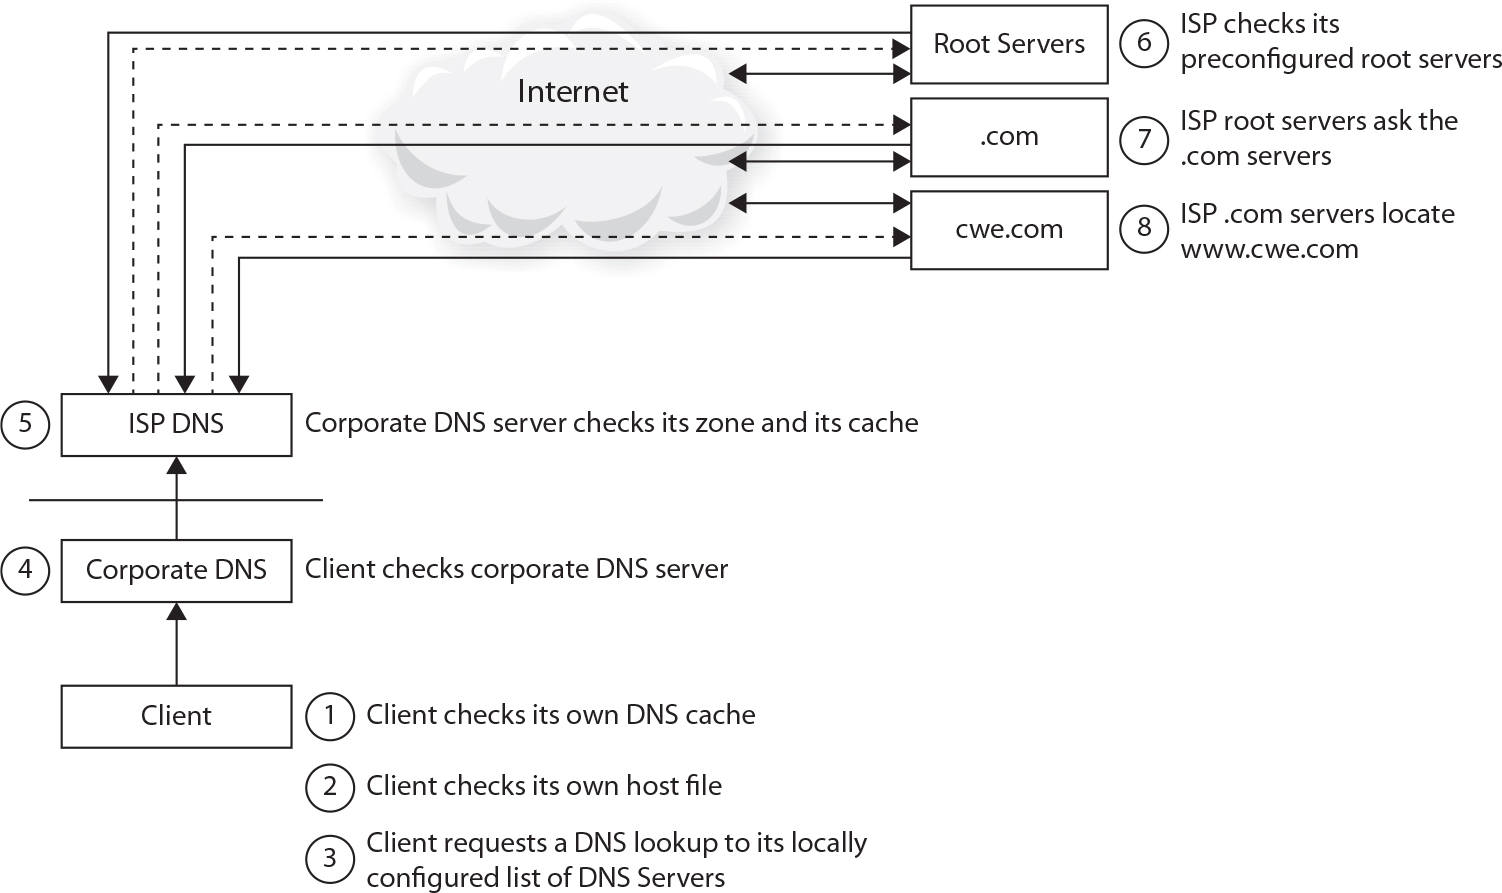 Root Servers
6
ISP checks its
preconfigured root servers
Internet
.com
7
ISP root servers ask the
.com servers
cwe.com
8
ISP .com servers locate
www.cwe.com
5
ISP DNS
Corporate DNS server checks its zone and its cache
4
Corporate DNS
Client checks corporate DNS server
Client
1
Client checks its own DNS cache
2
Client checks its own host file
3
Client requests a DNS lookup to its locally
configured list of DNS Servers